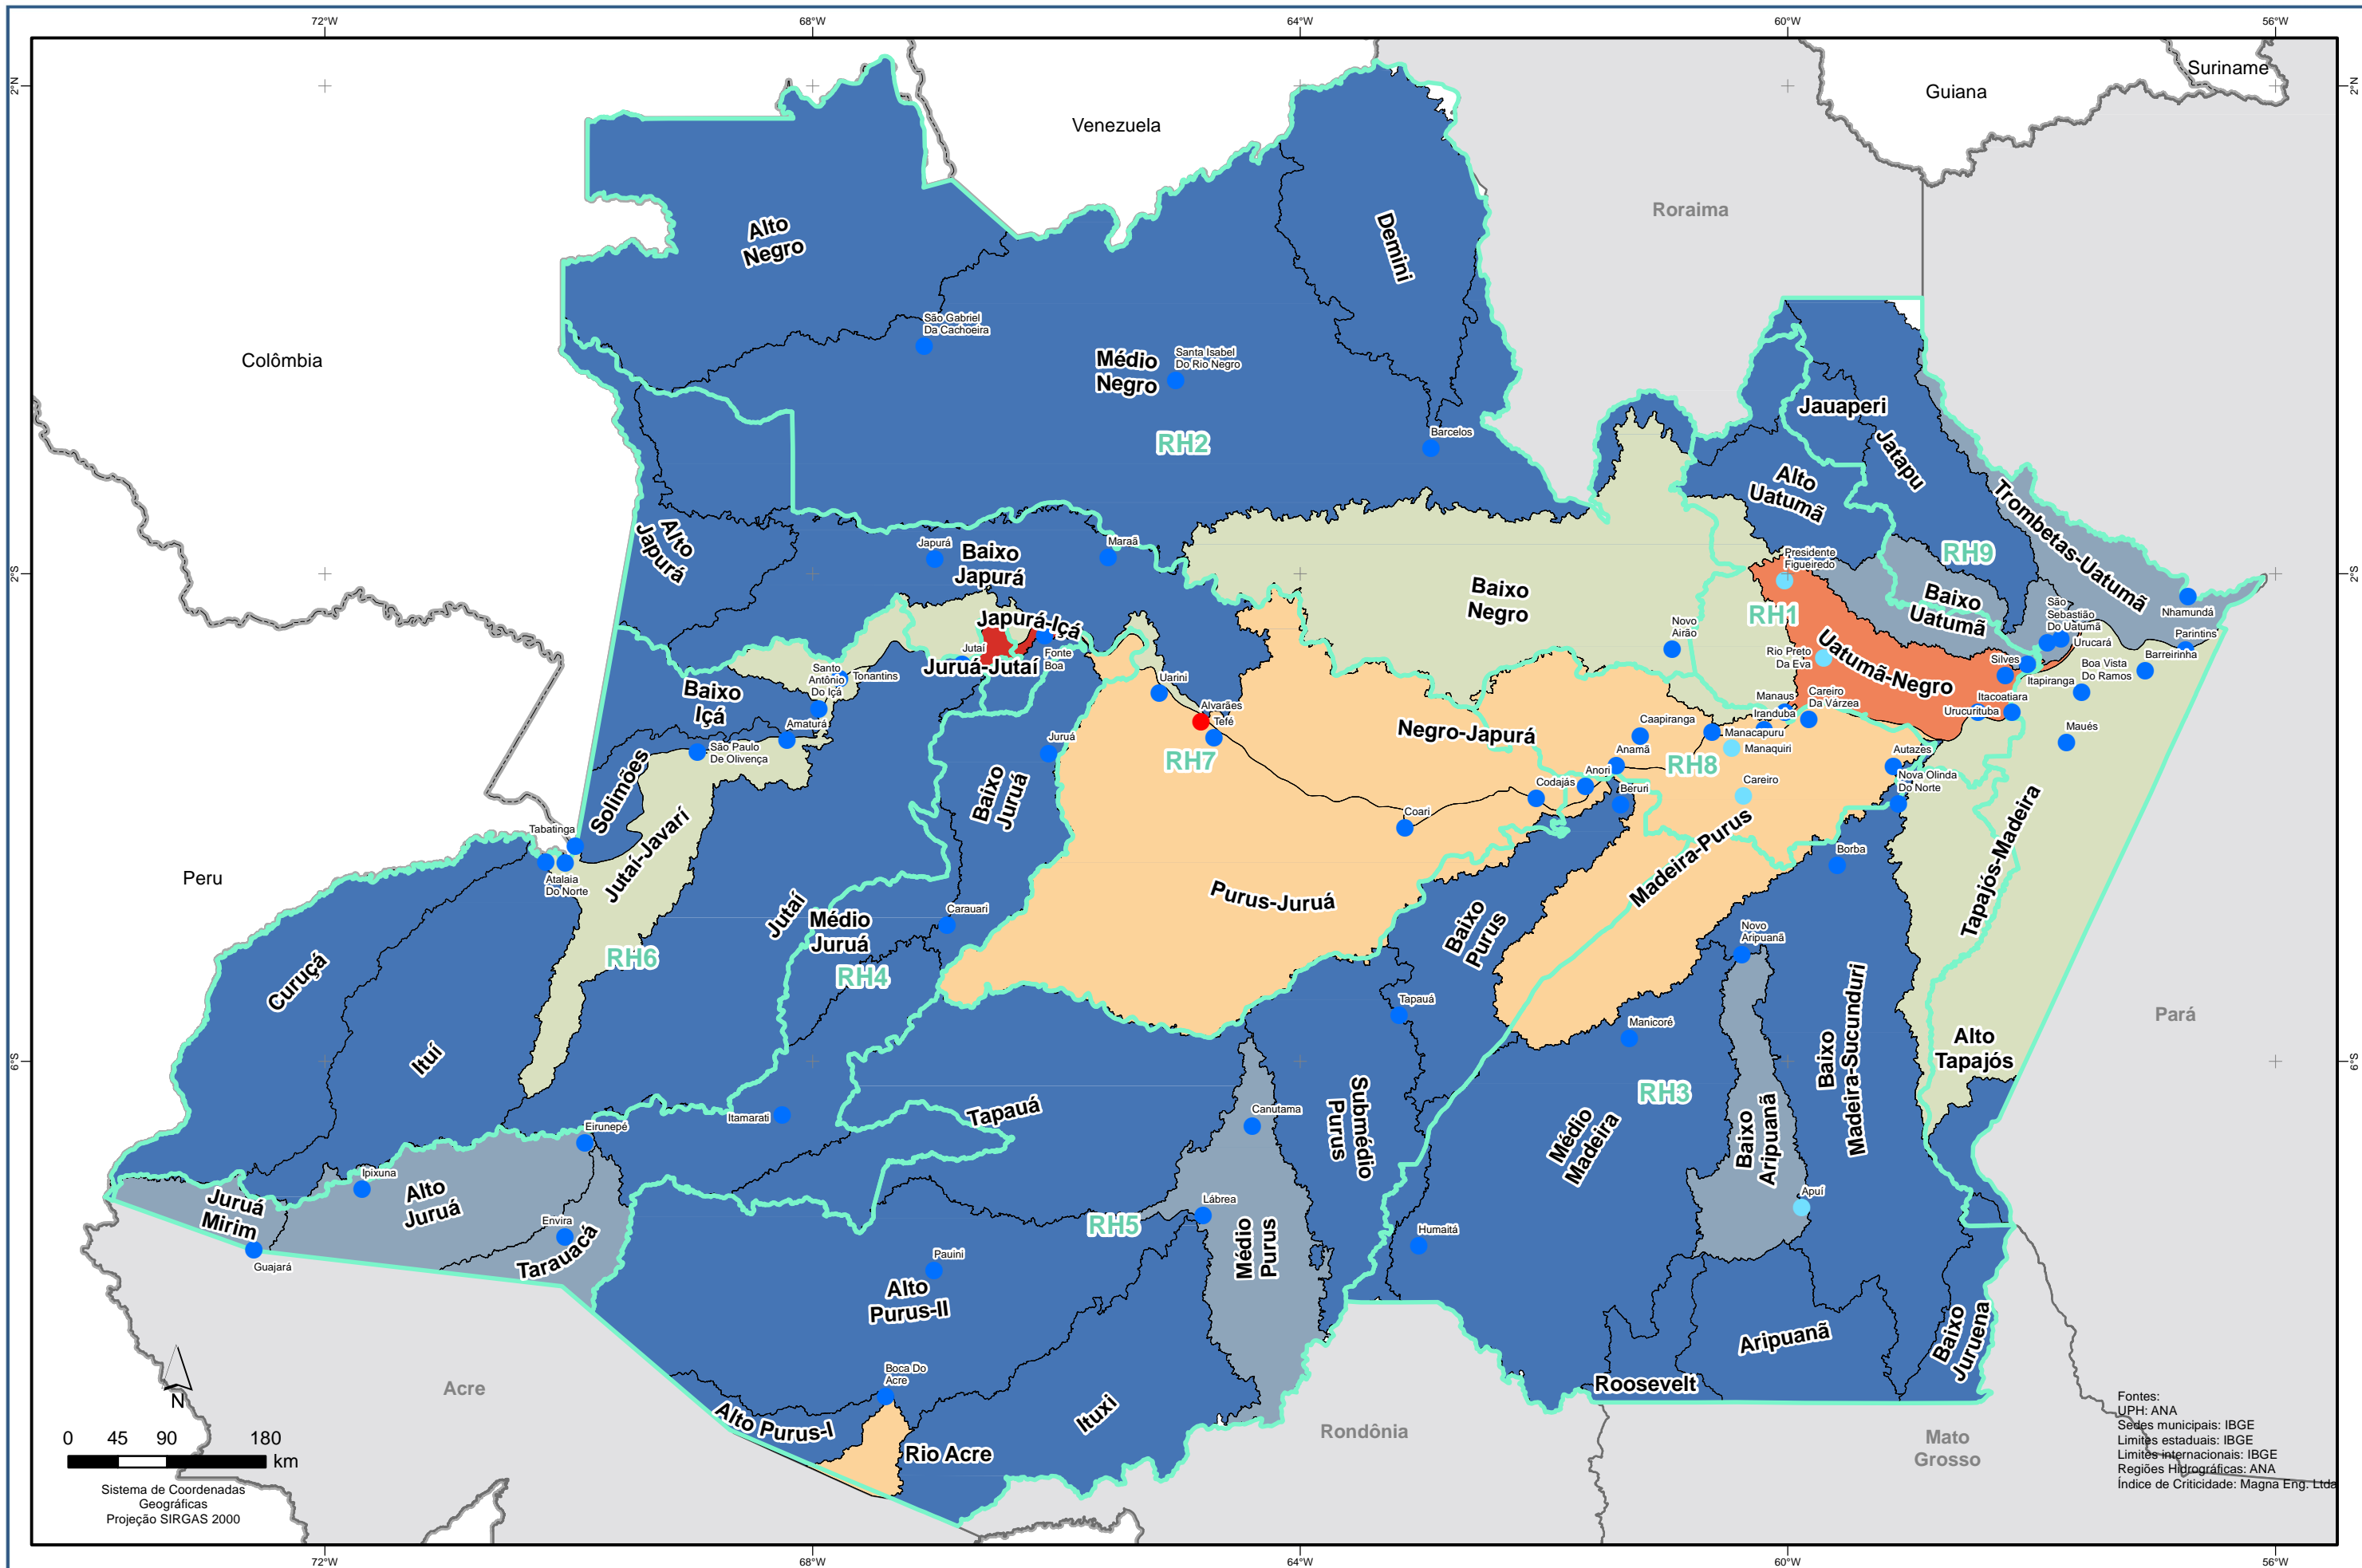 72°W
68°W
64°W
60°W
56°W
2°N
2°N
2°S
2°S
6°S
6°S
72°W
68°W
64°W
60°W
56°W
Suriname
Guiana
Venezuela
Roraima
Colômbia
Peru
Acre
Rondônia
Mato
Grosso
Pará
Alto
Negro
Demini
São Gabriel
Da Cachoeira
Médio
Negro
Santa Isabel
Do Rio Negro
RH2
Barcelos
Jauaperi
Jatapu
Alto
Uatumã
Trombetas-Uatumã
RH9
Alto
Japurá
Japurá
Baixo
Japurá
Maraã
Baixo
Negro
Presidente
Figueiredo
RH1
Baixo
Uatumã
São
Sebastião
Do Uatumã
Urucará
Nhamundá
Parintins
Japurá-Içá
Jutaí
Fonte
Boa
Juruá-Jutaí
Novo
Airão
Rio Preto
Da Eva
Uatumã-Negro
Silves
Itapiranga
Boa Vista
Do Ramos
Barreirinha
Santo
Antônio
Do Içá
Tonantins
Baixo
Içá
Amaturá
Uarini
Alvarães
Tefé
Negro-Japurá
Manaus
Iranduba
Careiro
Da Várzea
Itacoatiara
Urucurituba
Maués
São Paulo
De Olivença
Juruá
RH7
Caapiranga
Manacapuru
Manaquiri
Anamã
RH8
Autazes
Nova Olinda
Do Norte
Solimões
Baixo
Juruá
Coari
Codajás
Anori
Beruri
Careiro
Tabatinga
Atalaia
Do Norte
Jutaí-Javarí
Borba
Madeira-Purus
Tapajós-Madeira
Purus-Juruá
Jutaí
Médio
Juruá
Carauari
Baixo
Purus
Novo
Aripuanã
RH6
RH4
Curuçá
Ituí
Tapauá
Manicoré
Baixo
Madeira-Sucunduri
Alto
Tapajós
RH3
Itamarati
Eirunepé
Tapauá
Canutama
Submédio
Purus
Médio
Madeira
Baixo
Aripuanã
Ipixuna
Alto
Juruá
Juruá
Mirim
Guajará
Envira
Tarauacá
RH5
Lábrea
Médio
Purus
Humaitá
Apuí
Pauini
Alto
Purus-II
Aripuanã
Baixo
Juruena
Roosevelt
Boca Do
Acre
Alto Purus-I
Rio Acre
Ituxi
N
0 45 90 180
km
Sistema de Coordenadas
Geográficas
Projeção SIRGAS 2000
Fontes:
UPH: ANA
Sedes municipais: IBGE
Limites estaduais: IBGE
Limites internacionais: IBGE
Regiões Hidrográficas: ANA
Índice de Criticidade: Magna Eng. Ltda